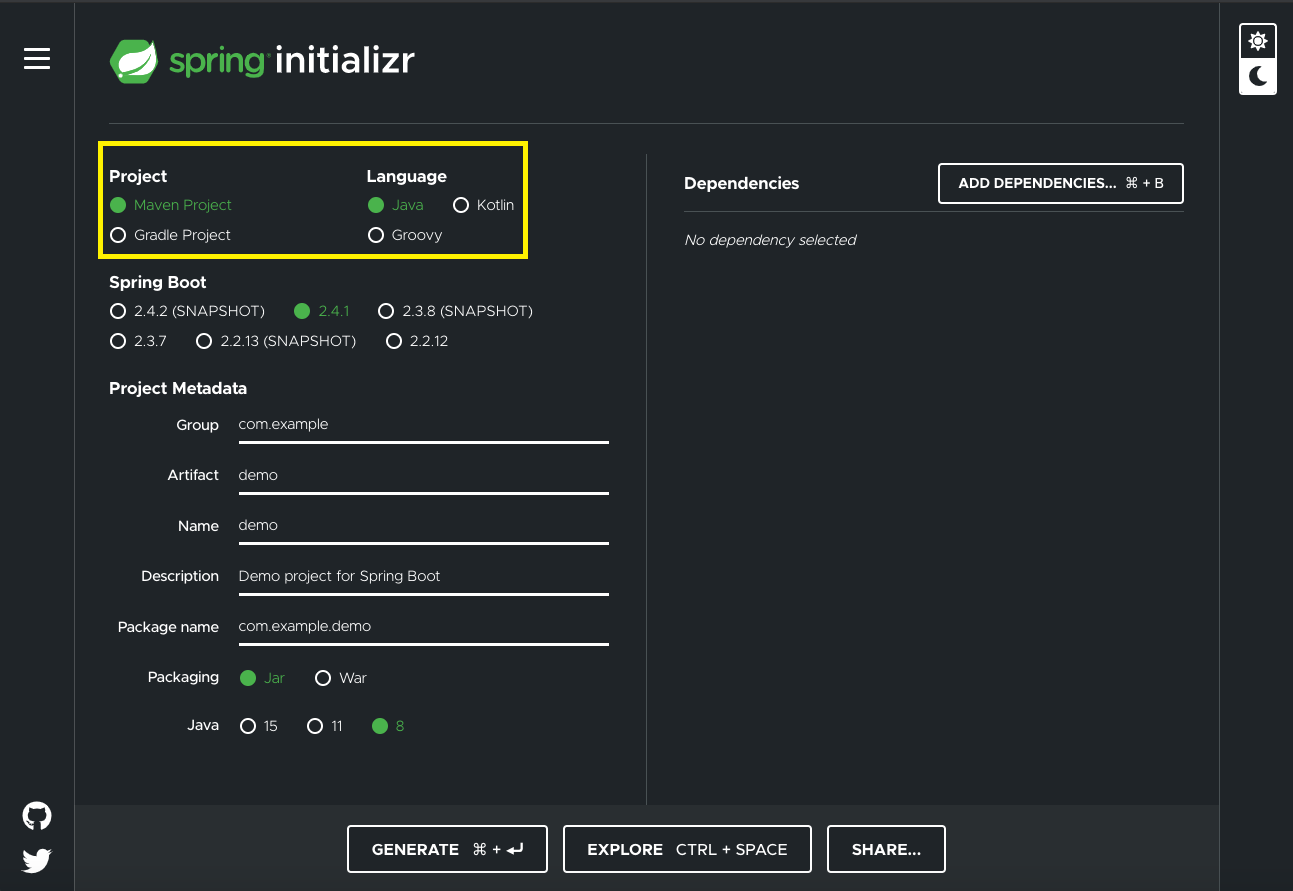 spring initializr
Project
Maven Project
Gradle Project
Language
Java Kotlin
Groovy
Spring Boot
2.4.2 (SNAPSHOT) 2.4.1 2.3.8 (SNAPSHOT)
2.3.7 2.2.13 (SNAPSHOT) 2.2.12
Project Metadata
Group com.example
Artifact demo
Name demo
Description Demo project for Spring Boot
Package name com.example.demo
Packaging Jar War
Java 15 11 8
Dependencies ADD DEPENDENCIES... ⌘ + B
No dependency selected
GENERATE ⌘ + ↵ EXPLORE CTRL + SPACE SHARE...